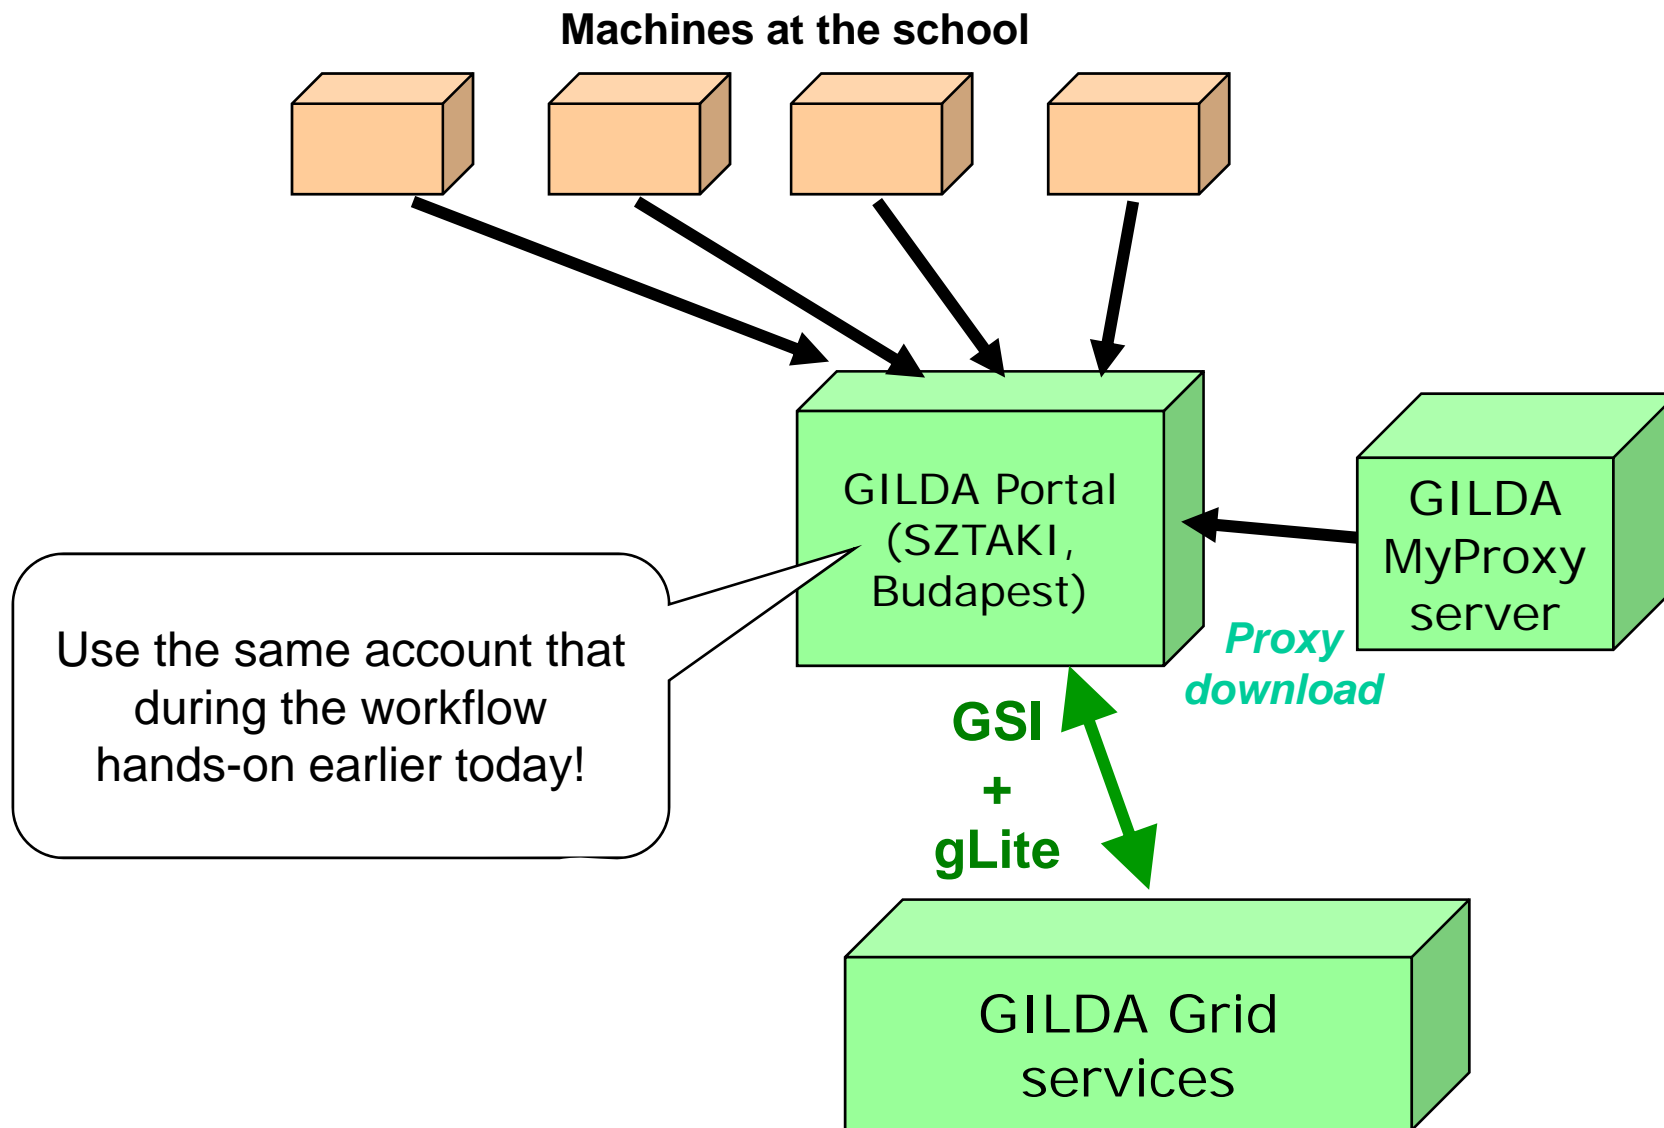 Machines at the school
GILDA Portal
(SZTAKI,
Budapest)
GILDA
MyProxy
server
Use the same account that
during the workflow
hands-on earlier today!
Proxy
download
GSI
+
gLite
GILDA Grid
services